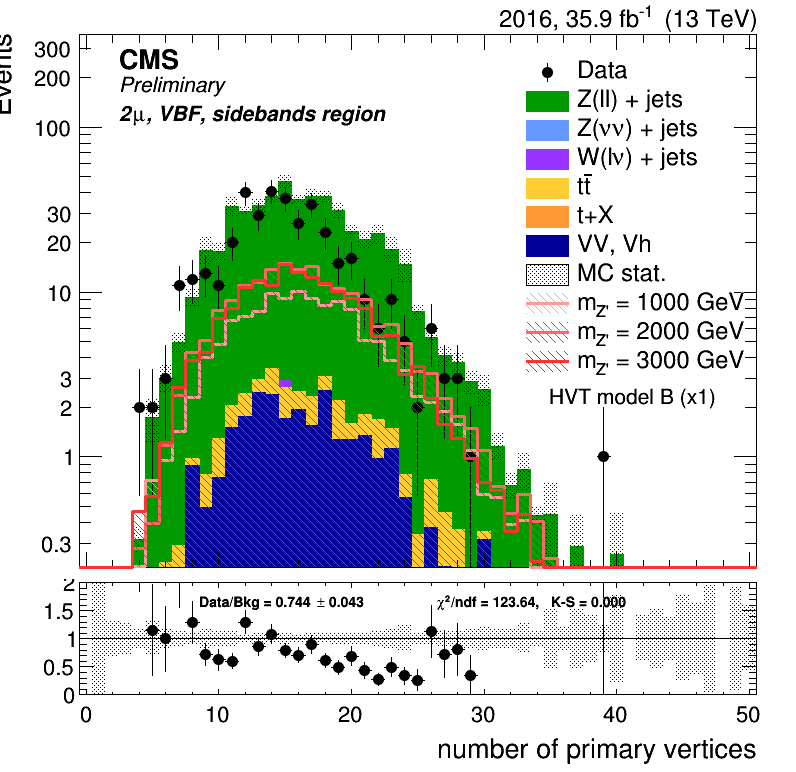 2016, 35.9 fb⁻¹ (13 TeV)
Events
CMS
Preliminary
2μ, VBF, sidebands region
Data
Z(ll) + jets
Z(νν) + jets
W(lν) + jets
tt̄
t+X
VV, Vh
MC stat.
m_Z' = 1000 GeV
m_Z' = 2000 GeV
m_Z' = 3000 GeV
HVT model B (x1)
300
200
100
30
20
10
3
2
1
0.3
Data/Bkg = 0.744 ± 0.043 χ²/ndf = 123.64, K-S = 0.000
2
1.5
1
0.5
0
0 10 20 30 40 50
number of primary vertices